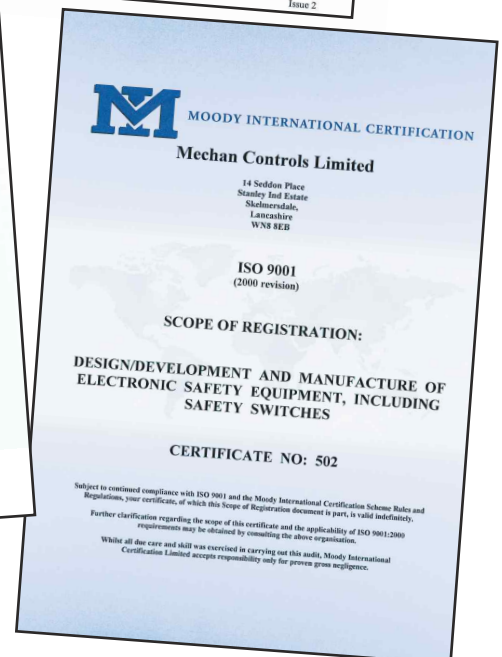 Issue 2
MI
MOODY INTERNATIONAL CERTIFICATION
Mechan Controls Limited
14 Seddon Place
Stanley Ind Estate
Skelmersdale,
Lancashire
WN8 8EB
ISO 9001
(2000 revision)
SCOPE OF REGISTRATION:
DESIGN/DEVELOPMENT AND MANUFACTURE OF
ELECTRONIC SAFETY EQUIPMENT, INCLUDING
SAFETY SWITCHES
CERTIFICATE NO: 502
Subject to continued compliance with ISO 9001 and the Moody International Certification Scheme Rules and
Regulations, your certificate, of which this Scope of Registration document is part, is valid indefinitely.
Further clarification regarding the scope of this certificate and the applicability of ISO 9001:2000
requirements may be obtained by consulting the above organisation.
Whilst all due care and skill was exercised in carrying out this audit, Moody International
Certification Limited accepts responsibility only for proven gross negligence.